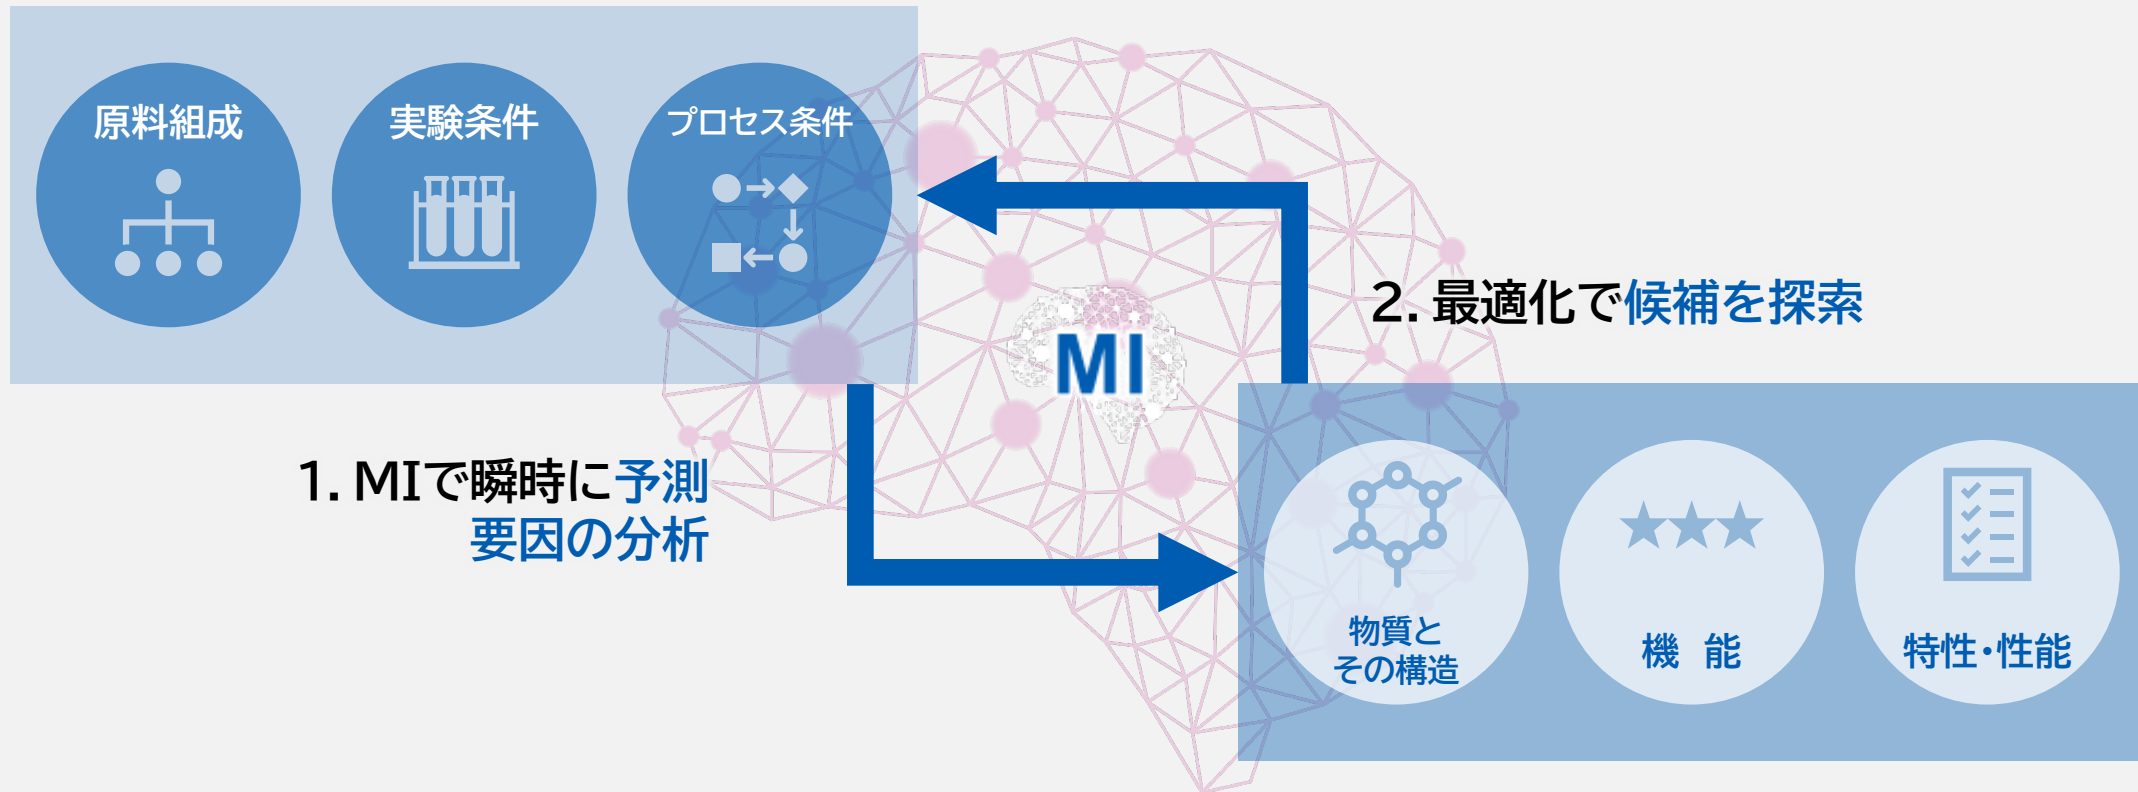 原料組成
実験条件
プロセス条件
2. 最適化で候補を探索
MI
1. MIで瞬時に予測
要因の分析
物質と
その構造
機 能
特性・性能